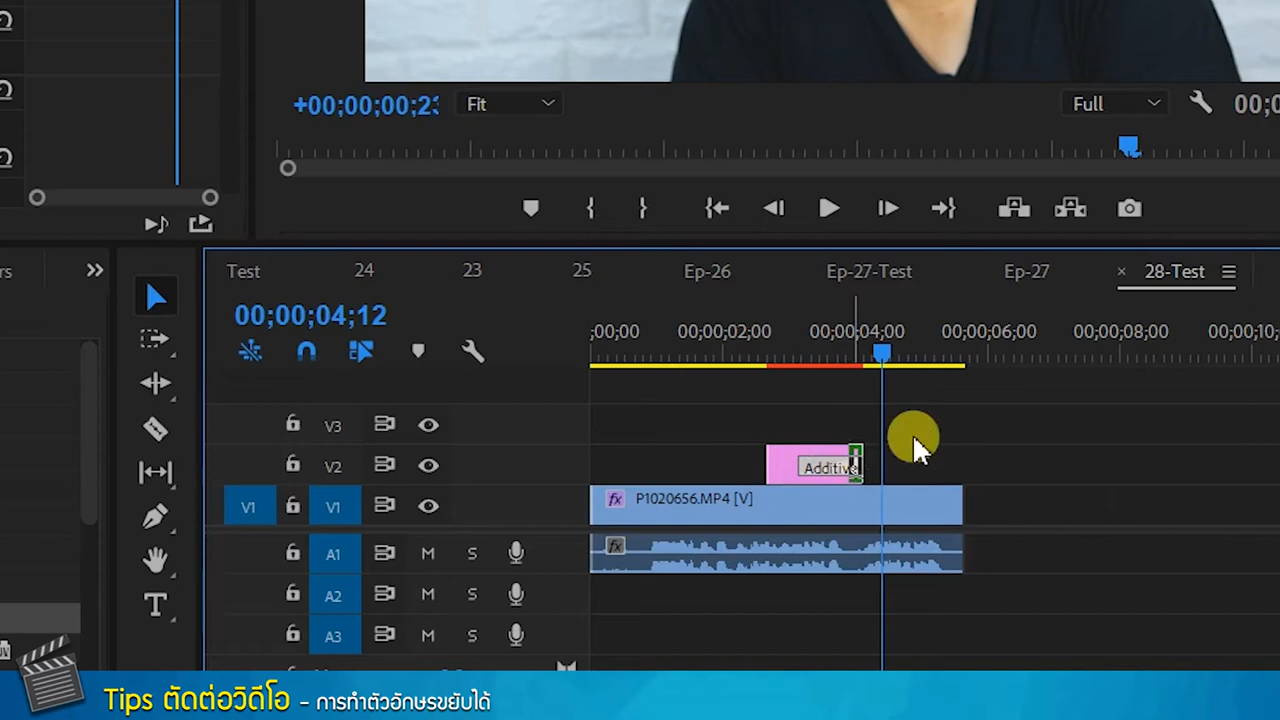 +00;00;00;23
Fit
Full
00;0
rs
Test
24
23
25
Ep-26
Ep-27-Test
Ep-27
× 28-Test
00;00;04;12
;00;00
00;00;02;00
00;00;04;00
00;00;06;00
00;00;08;00
00;00;10;
V3
V2
Additive
V1
V1
fx P1020656.MP4 [V]
A1
M
S
fx
A2
M
S
A3
M
S
T
Tips ตัดต่อวิดีโอ - การทำตัวอักษรขยับได้